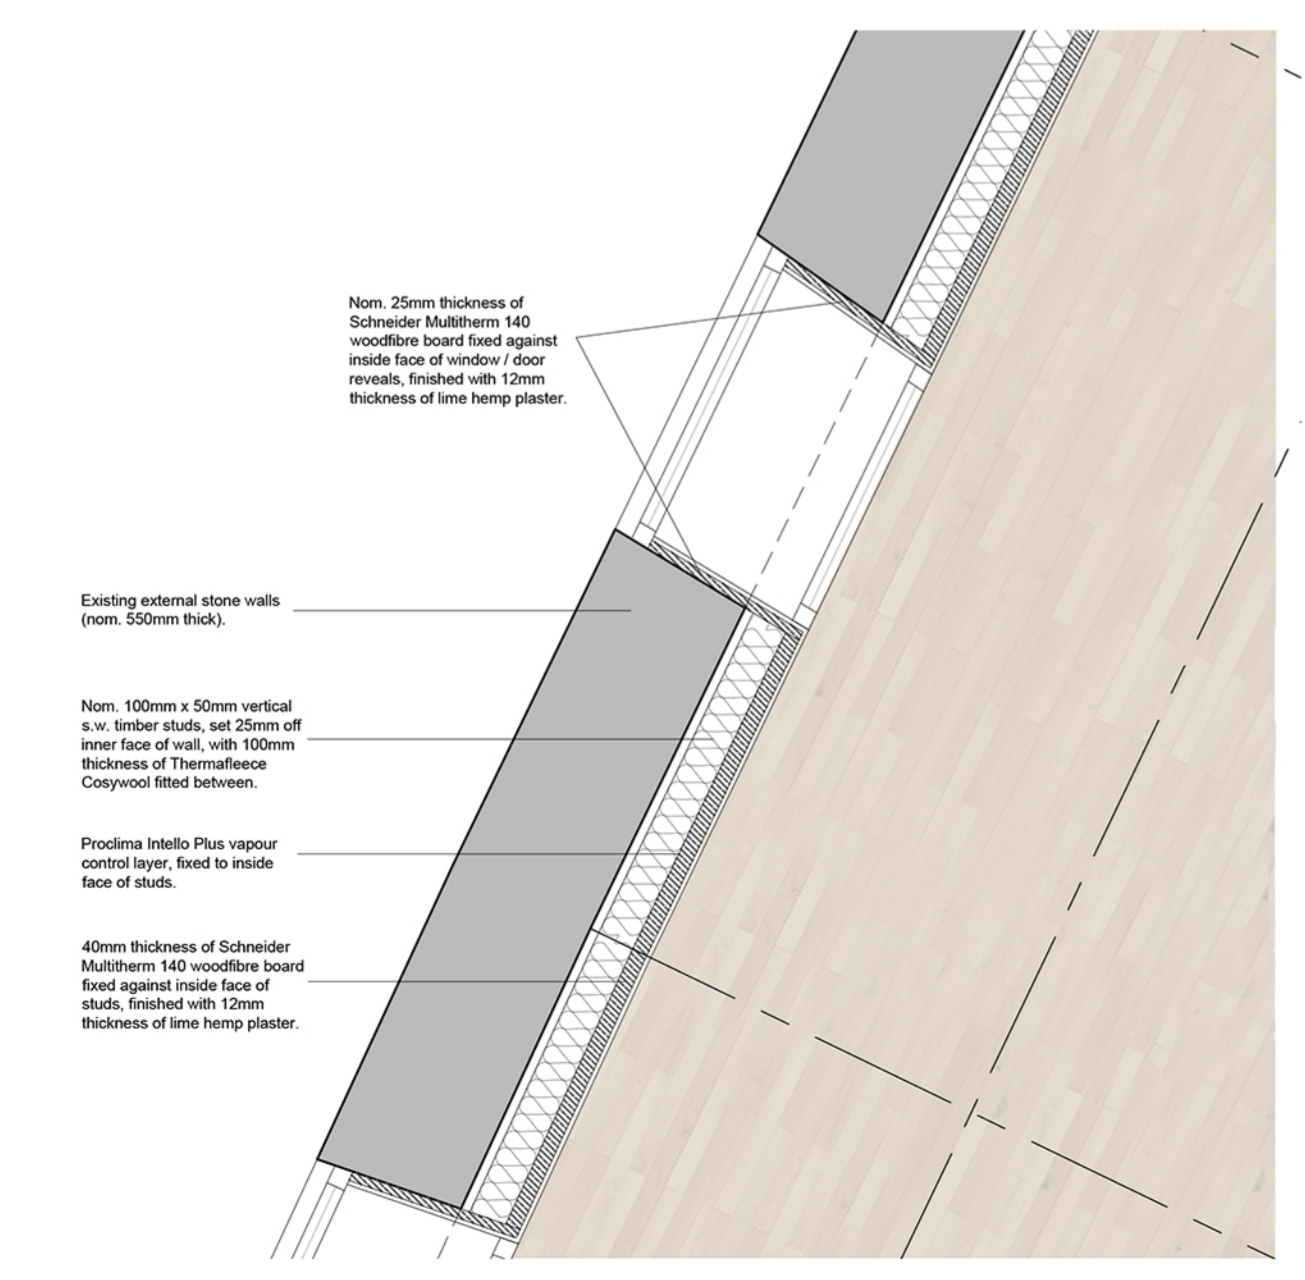 Nom. 25mm thickness of
Schneider Multitherm 140
woodfibre board fixed against
inside face of window / door
reveals, finished with 12mm
thickness of lime hemp plaster.
Existing external stone walls
(nom. 550mm thick).
Nom. 100mm x 50mm vertical
s.w. timber studs, set 25mm off
inner face of wall, with 100mm
thickness of Thermafleece
Cosywool fitted between.
Proclima Intello Plus vapour
control layer, fixed to inside
face of studs.
40mm thickness of Schneider
Multitherm 140 woodfibre board
fixed against inside face of
studs, finished with 12mm
thickness of lime hemp plaster.